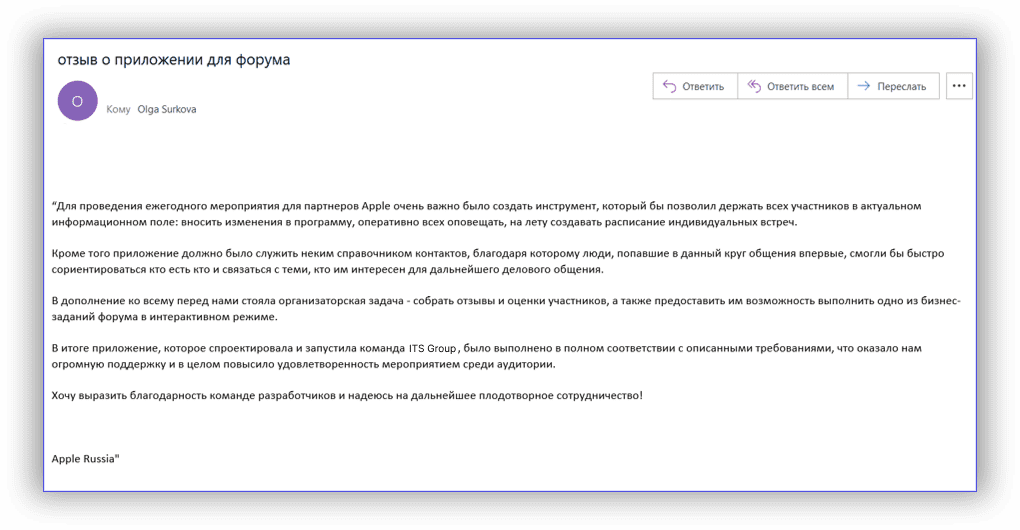 отзыв о приложении для форума
О
Кому Olga Surkova
Ответить
Ответить всем
Переслать
“Для проведения ежегодного мероприятия для партнеров Apple очень важно было создать инструмент, который бы позволил держать всех участников в актуальном
информационном поле: вносить изменения в программу, оперативно всех оповещать, на лету создавать расписание индивидуальных встреч.
Кроме того приложение должно было служить неким справочником контактов, благодаря которому люди, попавшие в данный круг общения впервые, смогли бы быстро
сориентироваться кто есть кто и связаться с теми, кто им интересен для дальнейшего делового общения.
В дополнение ко всему перед нами стояла организаторская задача - собрать отзывы и оценки участников, а также предоставить им возможность выполнить одно из бизнес-
заданий форума в интерактивном режиме.
В итоге приложение, которое спроектировала и запустила команда ITS Group, было выполнено в полном соответствии с описанными требованиями, что оказало нам
огромную поддержку и в целом повысило удовлетворенность мероприятием среди аудитории.
Хочу выразить благодарность команде разработчиков и надеюсь на дальнейшее плодотворное сотрудничество!
Apple Russia"